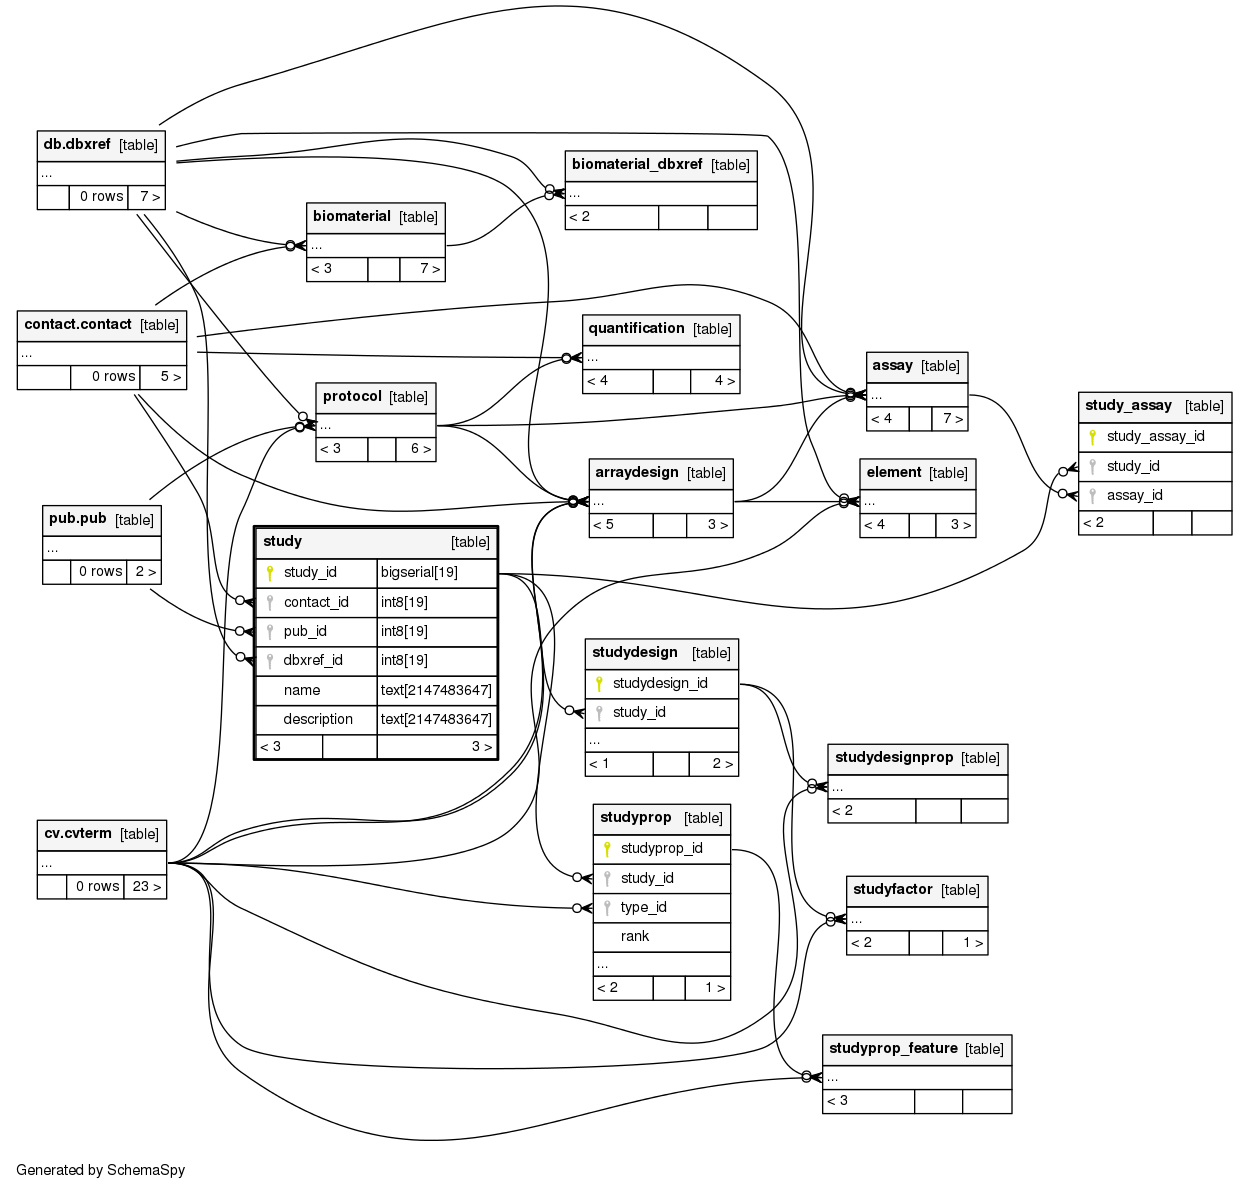 db.dbxref [table]
...
0 rows 7 >
biomaterial_dbxref [table]
...
< 2
biomaterial [table]
...
< 3 7 >
contact.contact [table]
...
0 rows 5 >
quantification [table]
...
< 4 4 >
assay [table]
...
< 4 7 >
protocol [table]
...
< 3 6 >
study_assay [table]
study_assay_id
study_id
assay_id
< 2
arraydesign [table]
...
< 5 3 >
element [table]
...
< 4 3 >
pub.pub [table]
...
0 rows 2 >
study [table]
study_id bigserial[19]
contact_id int8[19]
pub_id int8[19]
dbxref_id int8[19]
name text[2147483647]
description text[2147483647]
< 3 3 >
studydesign [table]
studydesign_id
study_id
...
< 1 2 >
studydesignprop [table]
...
< 2
studyprop [table]
studyprop_id
study_id
type_id
rank
...
< 2 1 >
cv.cvterm [table]
...
0 rows 23 >
studyfactor [table]
...
< 2 1 >
studyprop_feature [table]
...
< 3
Generated by SchemaSpy